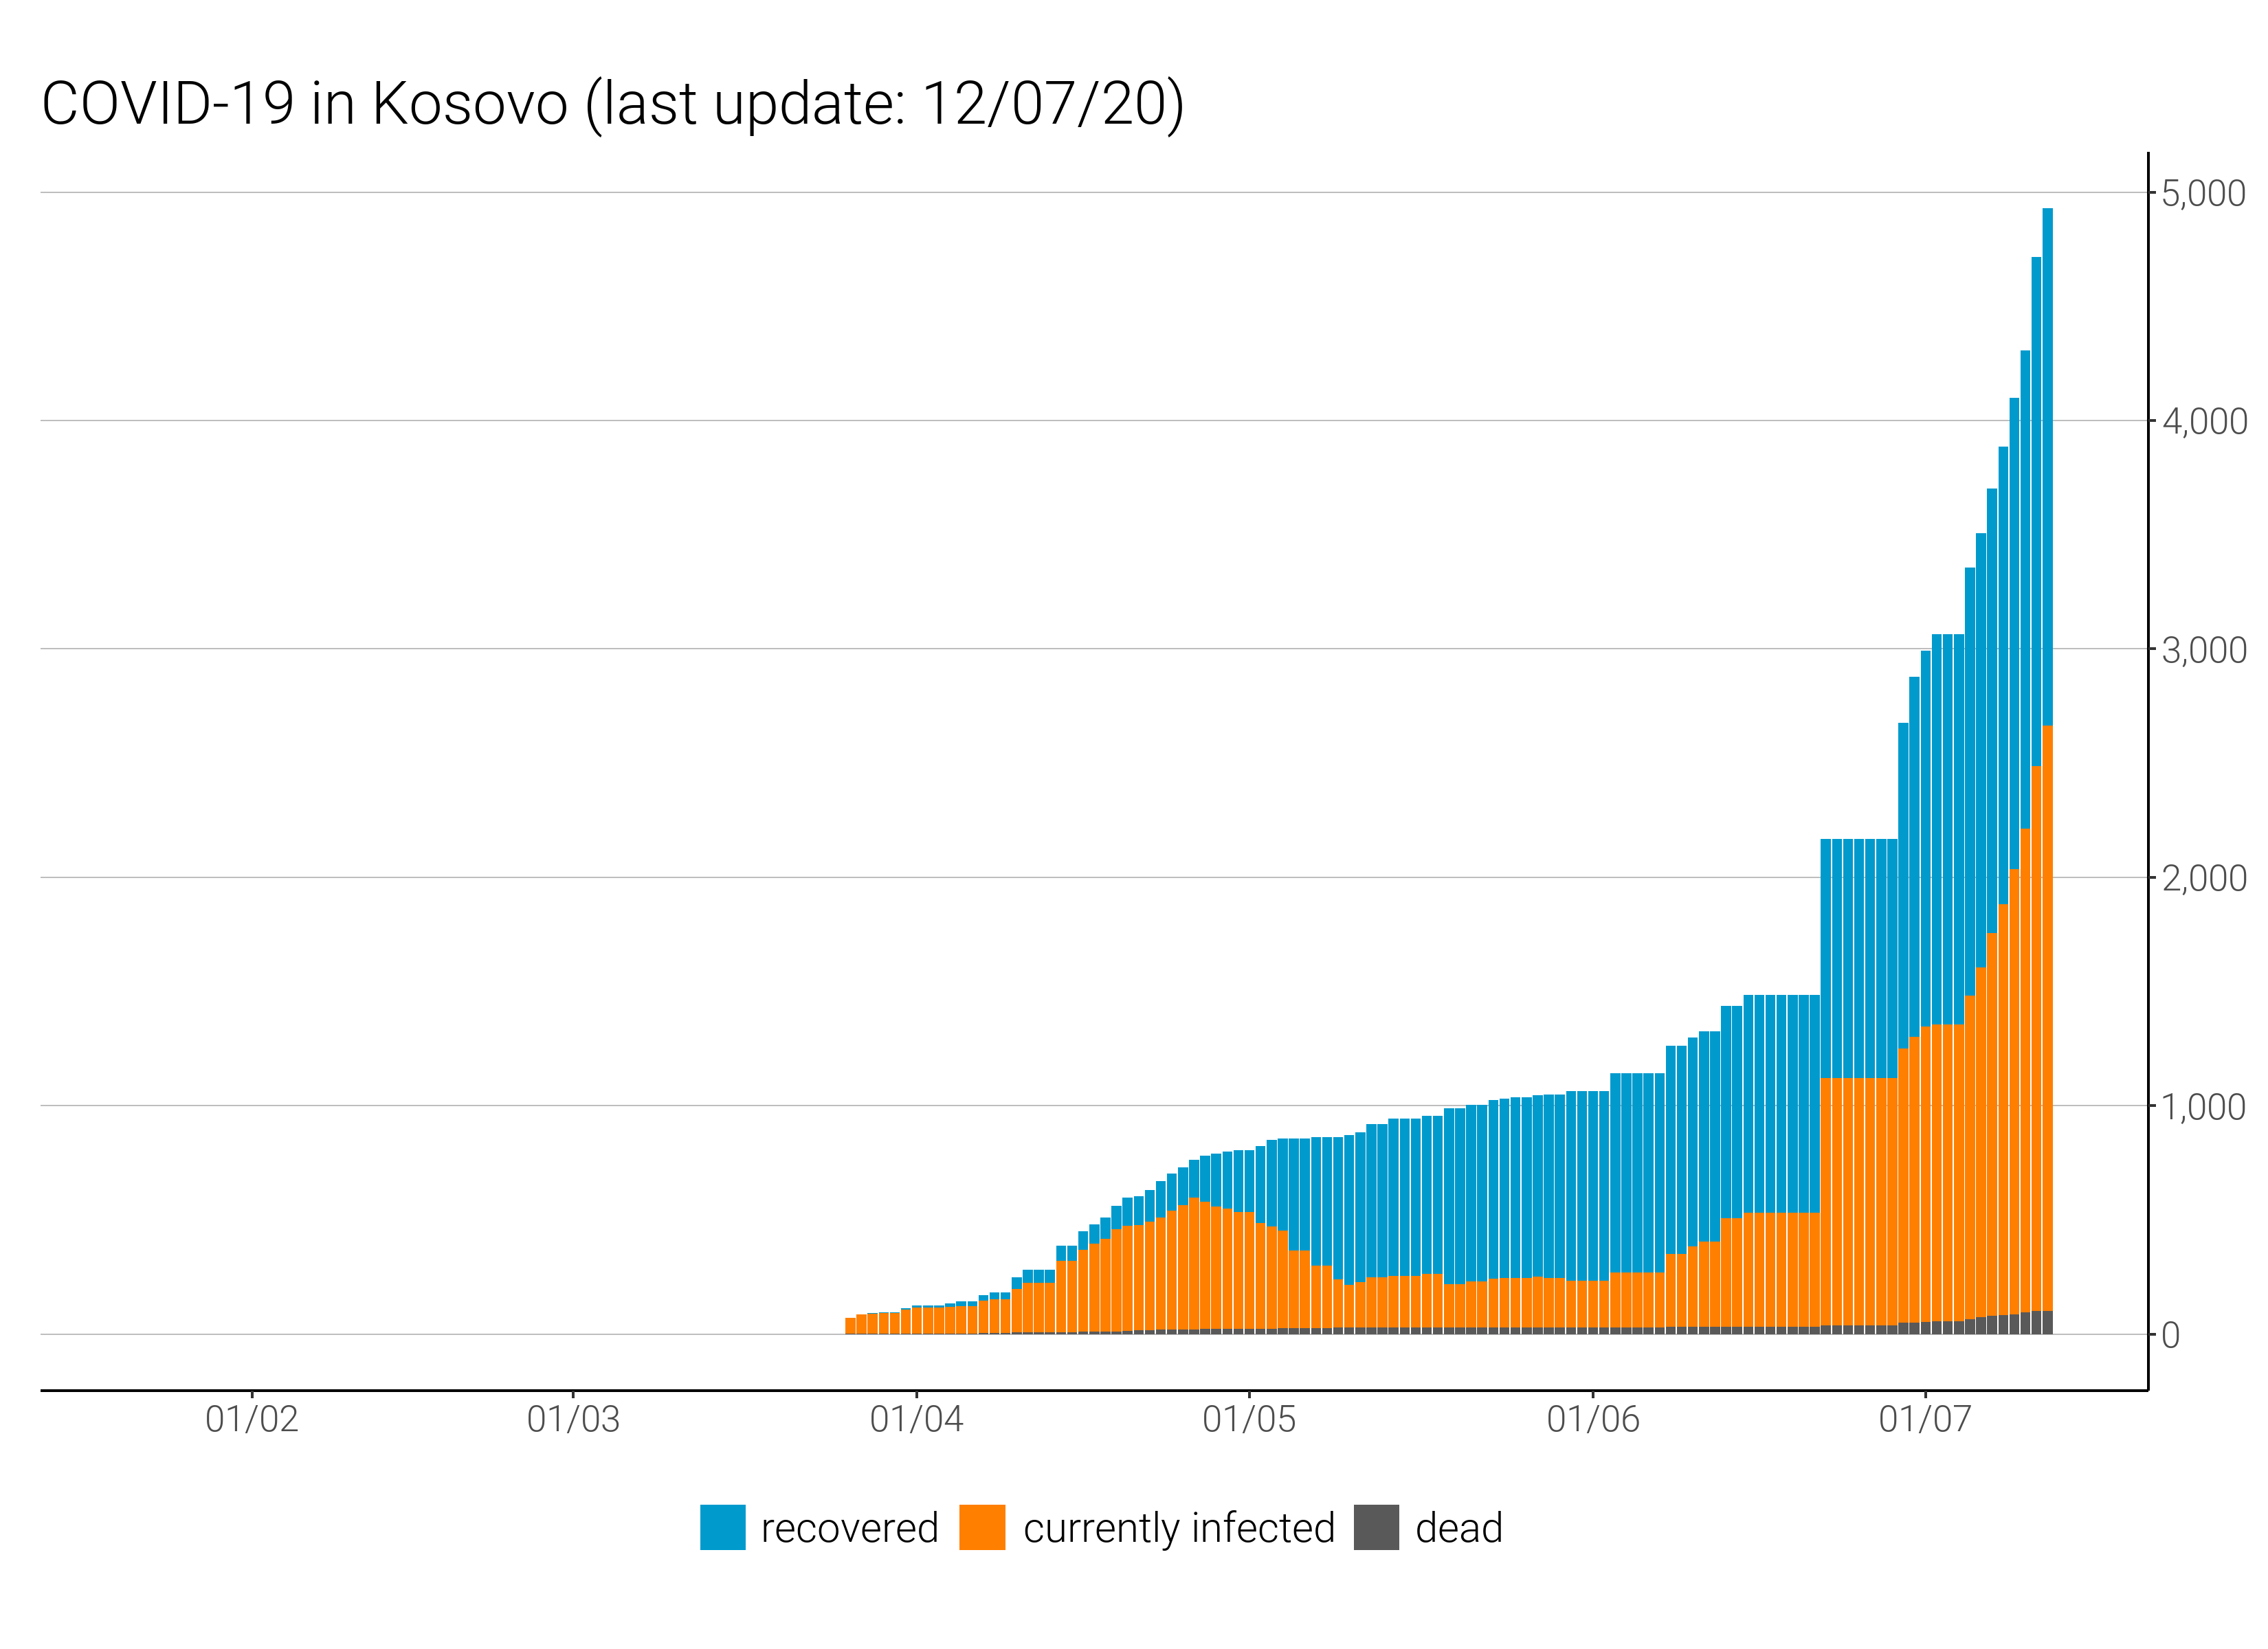 COVID-19 in Kosovo (last update: 12/07/20)
5,000
4,000
3,000
2,000
1,000
0
01/02 01/03 01/04 01/05 01/06 01/07
recovered currently infected dead